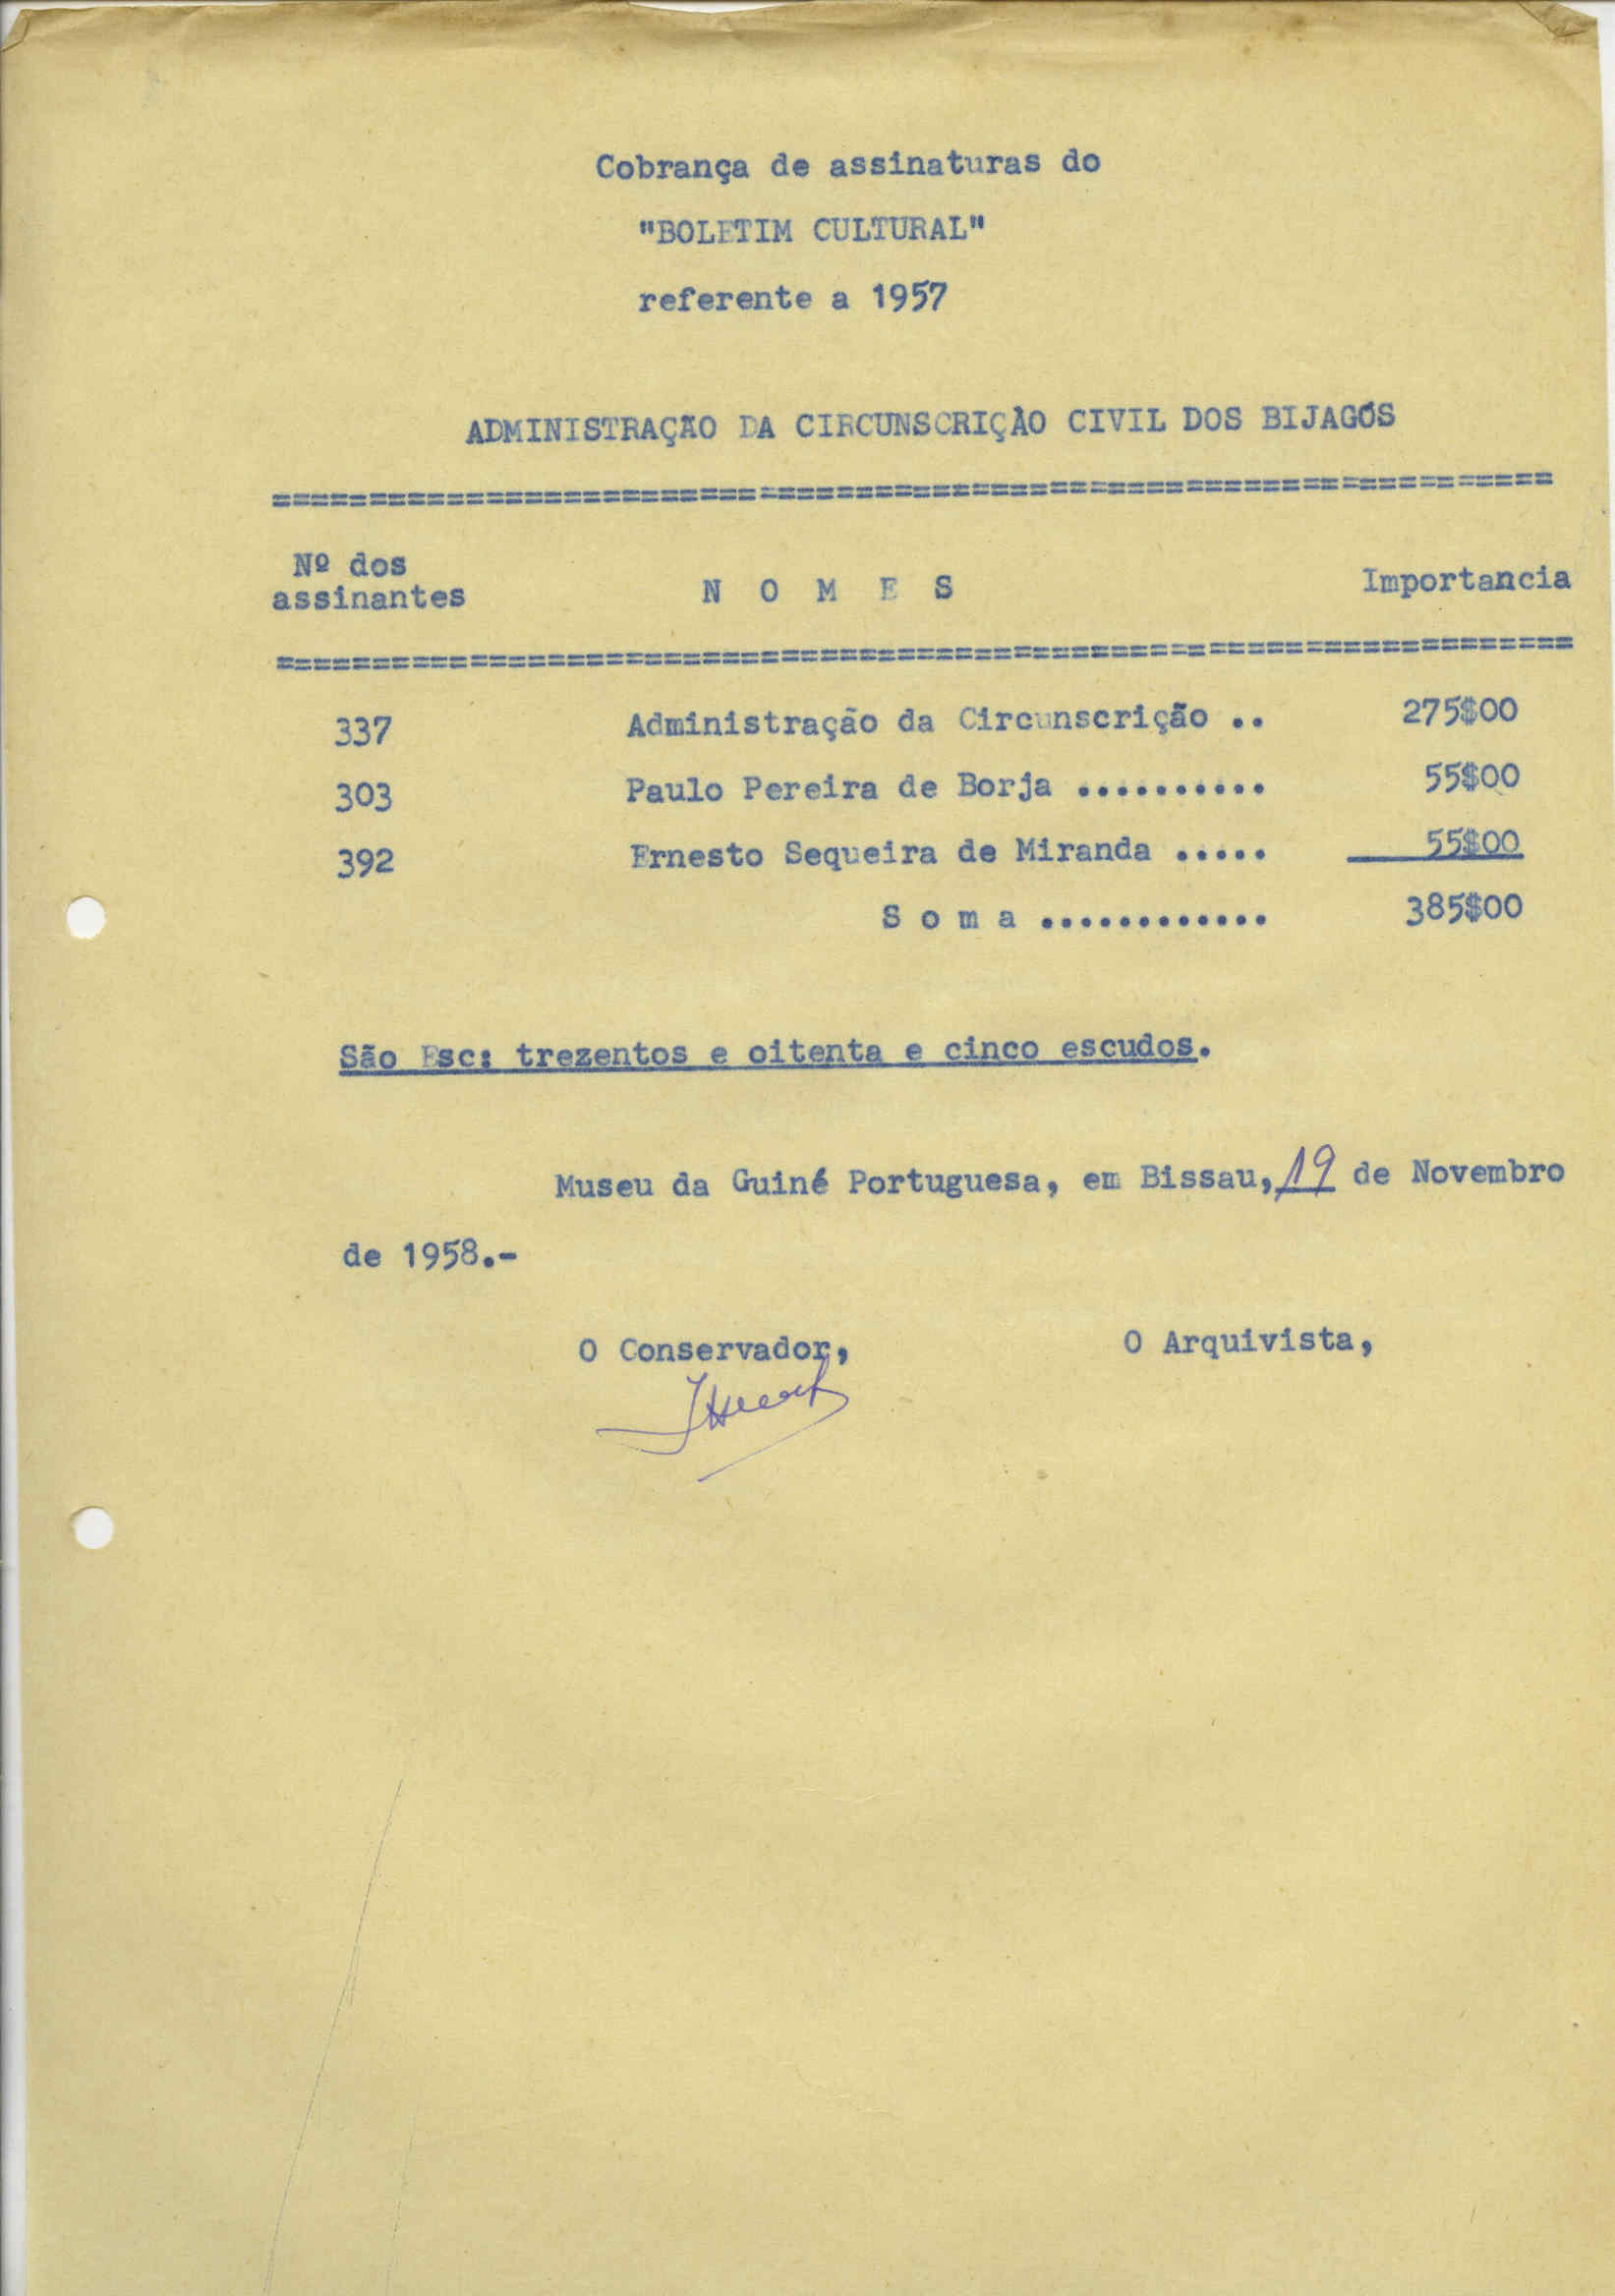 Cobrança de assinaturas do
"BOLETIM CULTURAL"
referente a 1957
ADMINISTRAÇÃO DA CIRCUNSCRIÇÃO CIVIL DOS BIJAGÓS
==================================================================
Nº dos
assinantes N O M E S Importancia
===================================================================
337 Administração da Circunscrição .. 275$00
303 Paulo Pereira de Borja .......... 55$00
392 Ernesto Sequeira de Miranda ..... 55$00
S o m a ............ 385$00
São Esc: trezentos e oitenta e cinco escudos.
Museu da Guiné Portuguesa, em Bissau, 19 de Novembro
de 1958.-
O Conservador, O Arquivista,